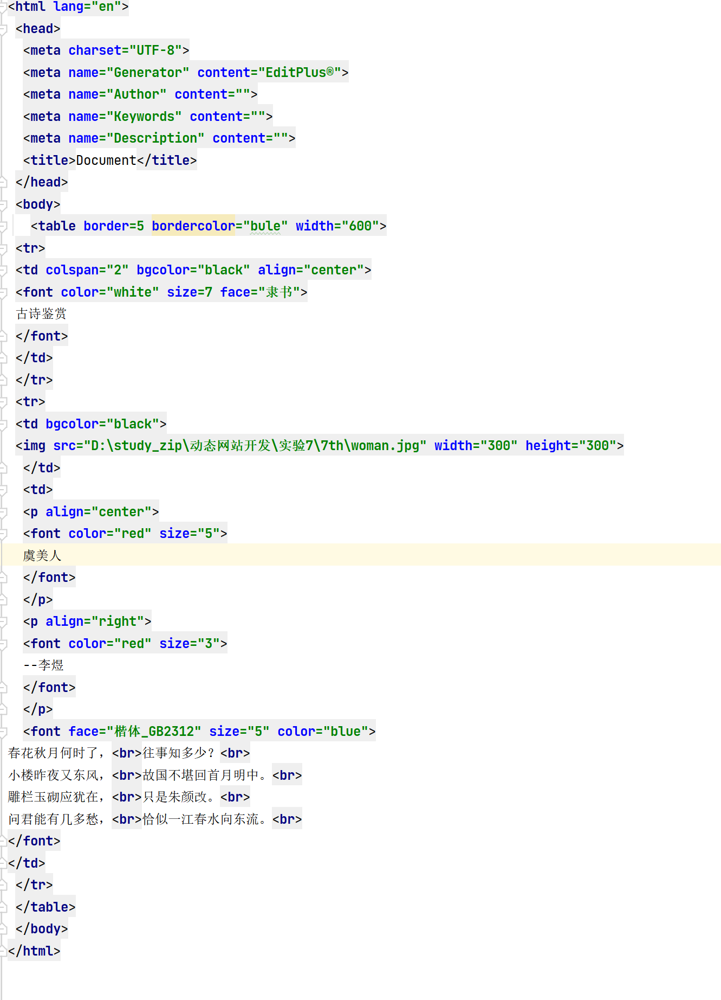 <html lang="en">
<head>
<meta charset="UTF-8">
<meta name="Generator" content="EditPlus®">
<meta name="Author" content="">
<meta name="Keywords" content="">
<meta name="Description" content="">
<title>Document</title>
</head>
<body>
<table border=5 bordercolor="bule" width="600">
<tr>
<td colspan="2" bgcolor="black" align="center">
<font color="white" size=7 face="隶书">
古诗鉴赏
</font>
</td>
</tr>
<tr>
<td bgcolor="black">
<img src="D:\study_zip\动态网站开发\实验7\7th\woman.jpg" width="300" height="300">
</td>
<td>
<p align="center">
<font color="red" size="5">
虞美人
</font>
</p>
<p align="right">
<font color="red" size="3">
--李煜
</font>
</p>
<font face="楷体_GB2312" size="5" color="blue">
春花秋月何时了，<br>往事知多少？<br>
小楼昨夜又东风，<br>故国不堪回首月明中。<br>
雕栏玉砌应犹在，<br>只是朱颜改。<br>
问君能有几多愁，<br>恰似一江春水向东流。<br>
</font>
</td>
</tr>
</table>
</body>
</html>